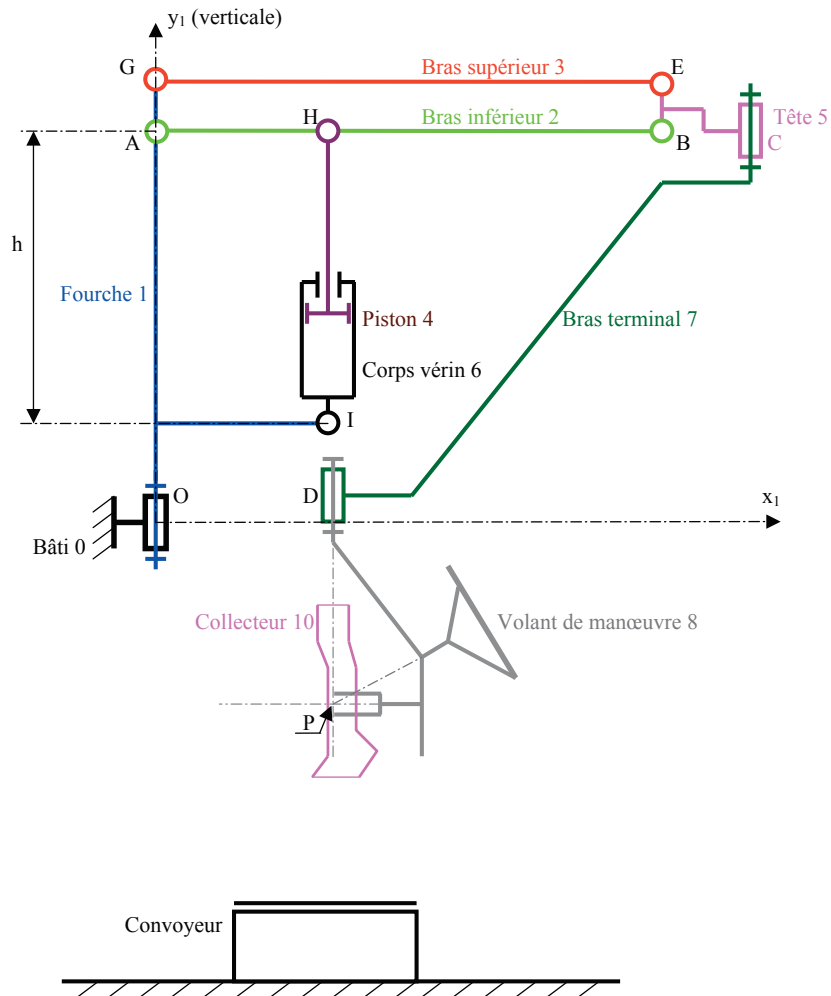 y₁ (verticale)
G
Bras supérieur 3
E
H
Tête 5
A
Bras inférieur 2
B
C
h
Fourche 1
Piston 4
Bras terminal 7
Corps vérin 6
I
O
D
x₁
Bâti 0
Collecteur 10
Volant de manœuvre 8
P
Convoyeur